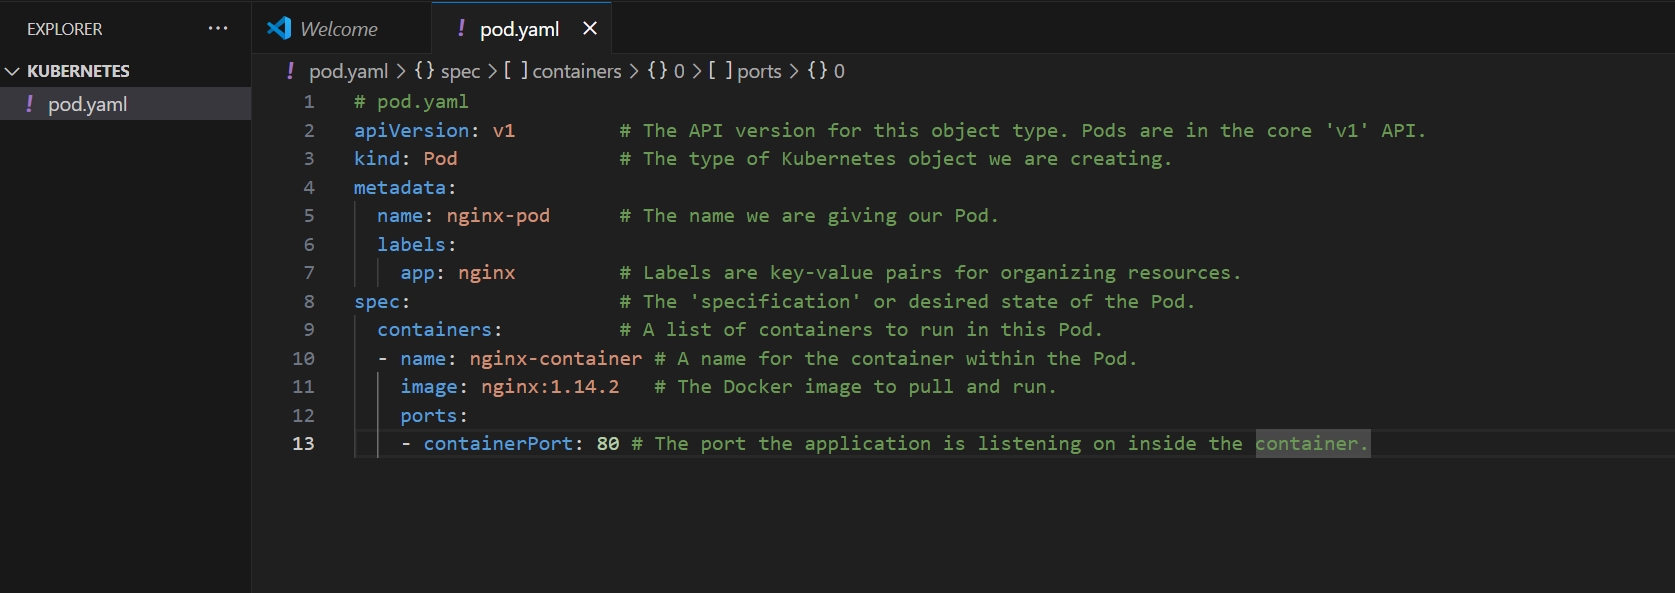 EXPLORER ···
Welcome
! pod.yaml ×
KUBERNETES
! pod.yaml
! pod.yaml > {} spec > [ ] containers > {} 0 > [ ] ports > {} 0
1 # pod.yaml
2 apiVersion: v1         # The API version for this object type. Pods are in the core 'v1' API.
3 kind: Pod              # The type of Kubernetes object we are creating.
4 metadata:
5   name: nginx-pod      # The name we are giving our Pod.
6   labels:
7     app: nginx         # Labels are key-value pairs for organizing resources.
8 spec:                  # The 'specification' or desired state of the Pod.
9   containers:          # A list of containers to run in this Pod.
10   - name: nginx-container # A name for the container within the Pod.
11     image: nginx:1.14.2   # The Docker image to pull and run.
12     ports:
13     - containerPort: 80 # The port the application is listening on inside the container.